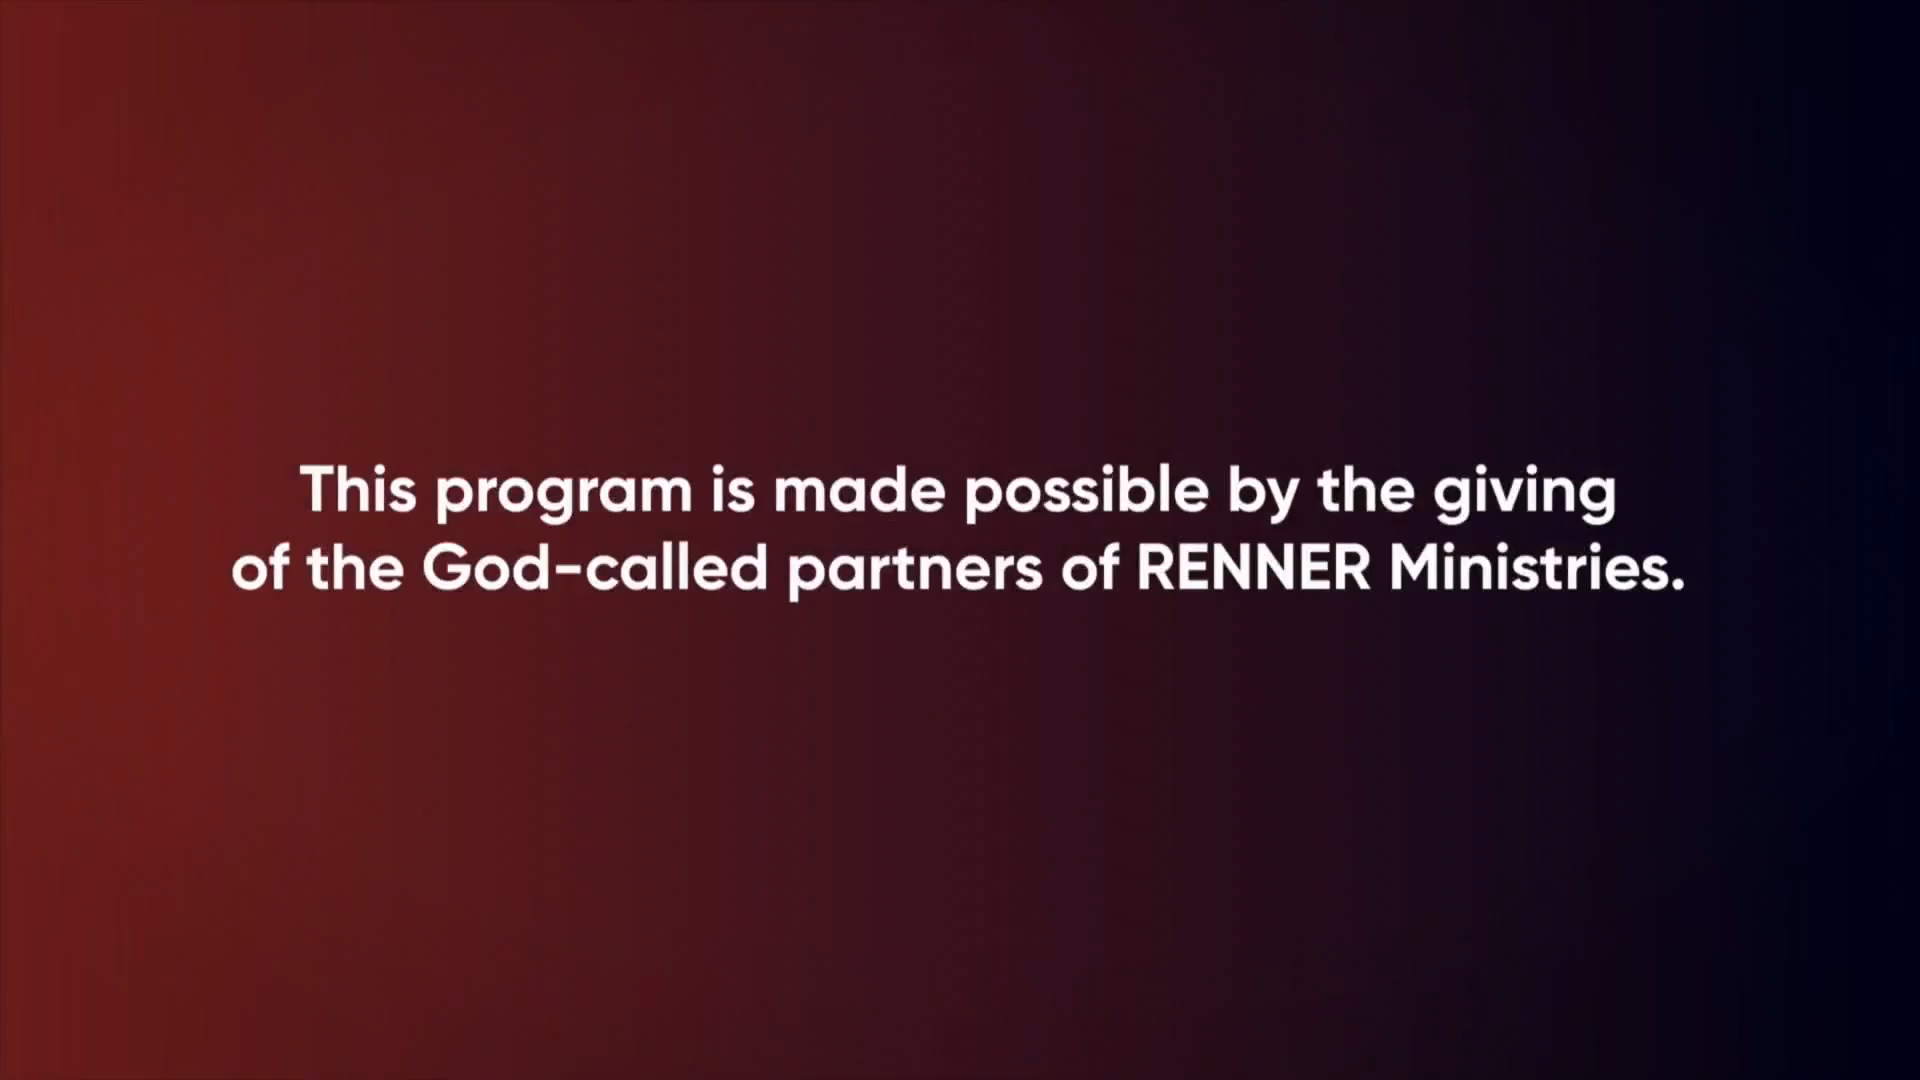 This program is made possible by the giving
of the God-called partners of RENNER Ministries.